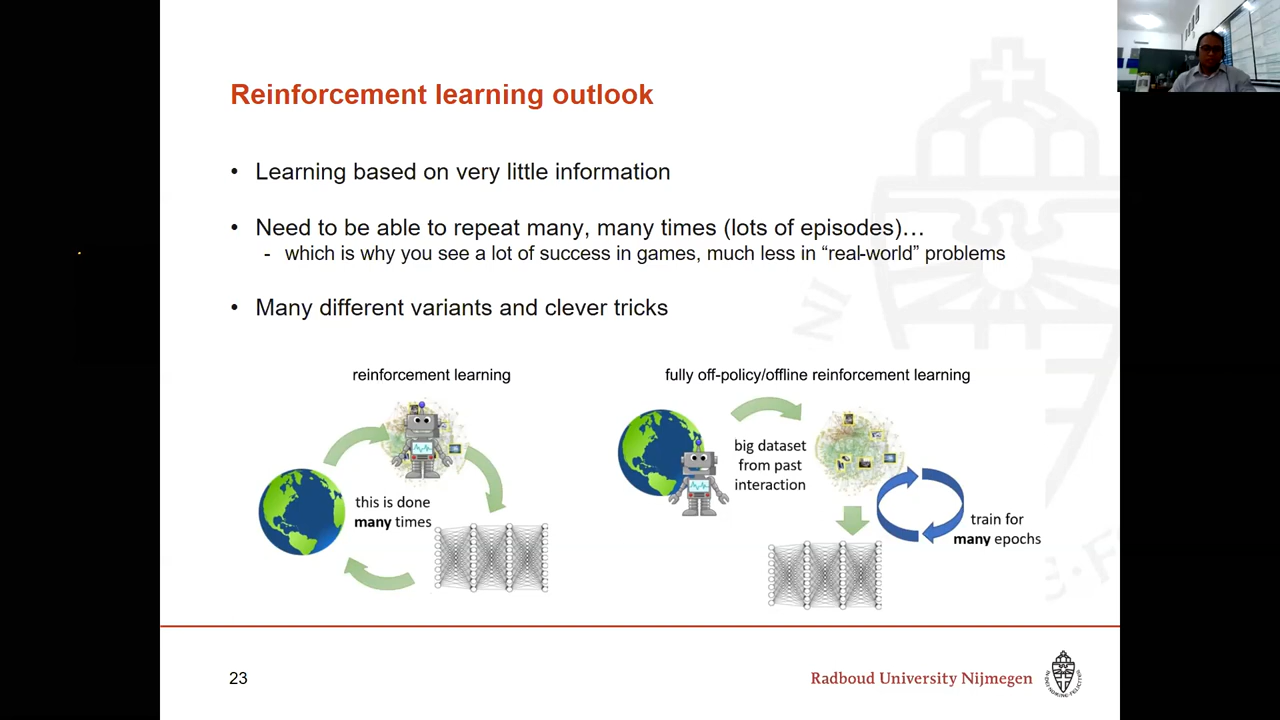 Reinforcement learning outlook
• Learning based on very little information
• Need to be able to repeat many, many times (lots of episodes)…
- which is why you see a lot of success in games, much less in “real-world” problems
• Many different variants and clever tricks
reinforcement learning
this is done
many times
fully off-policy/offline reinforcement learning
big dataset
from past
interaction
train for
many epochs
23
Radboud University Nijmegen